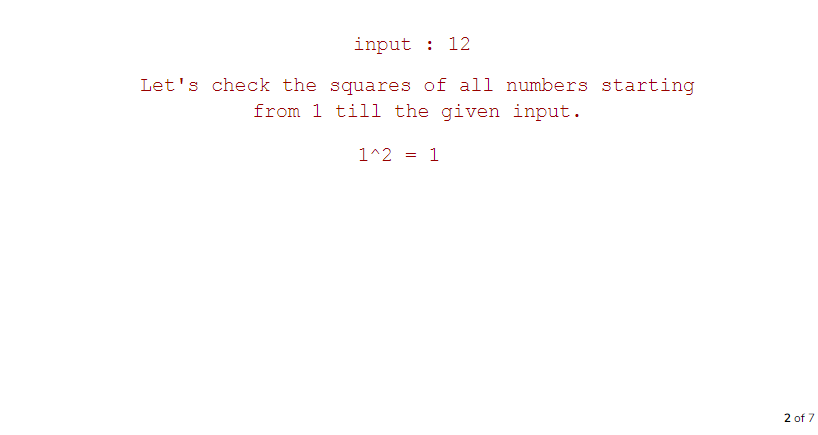 input : 12
Let's check the squares of all numbers starting
from 1 till the given input.
1^2 = 1
2 of 7